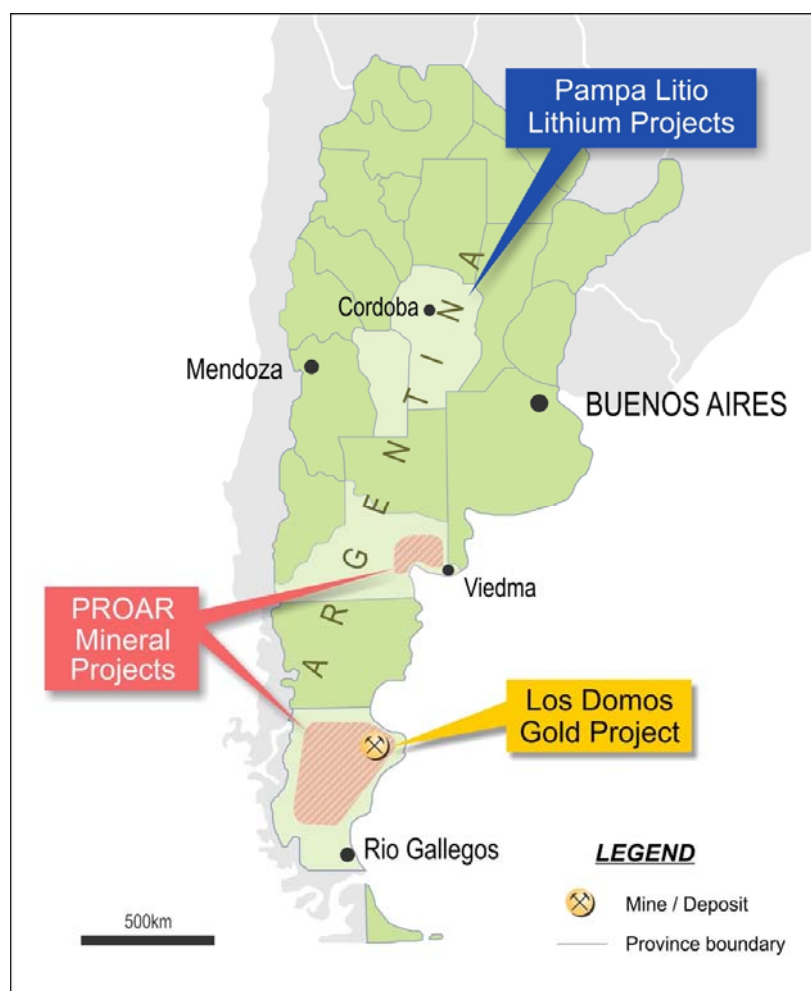 Pampa Litio
Lithium Projects
Cordoba
Mendoza
BUENOS AIRES
ARGENTINA
Viedma
PROAR
Mineral
Projects
Los Domos
Gold Project
Rio Gallegos
LEGEND
Mine / Deposit
Province boundary
500km